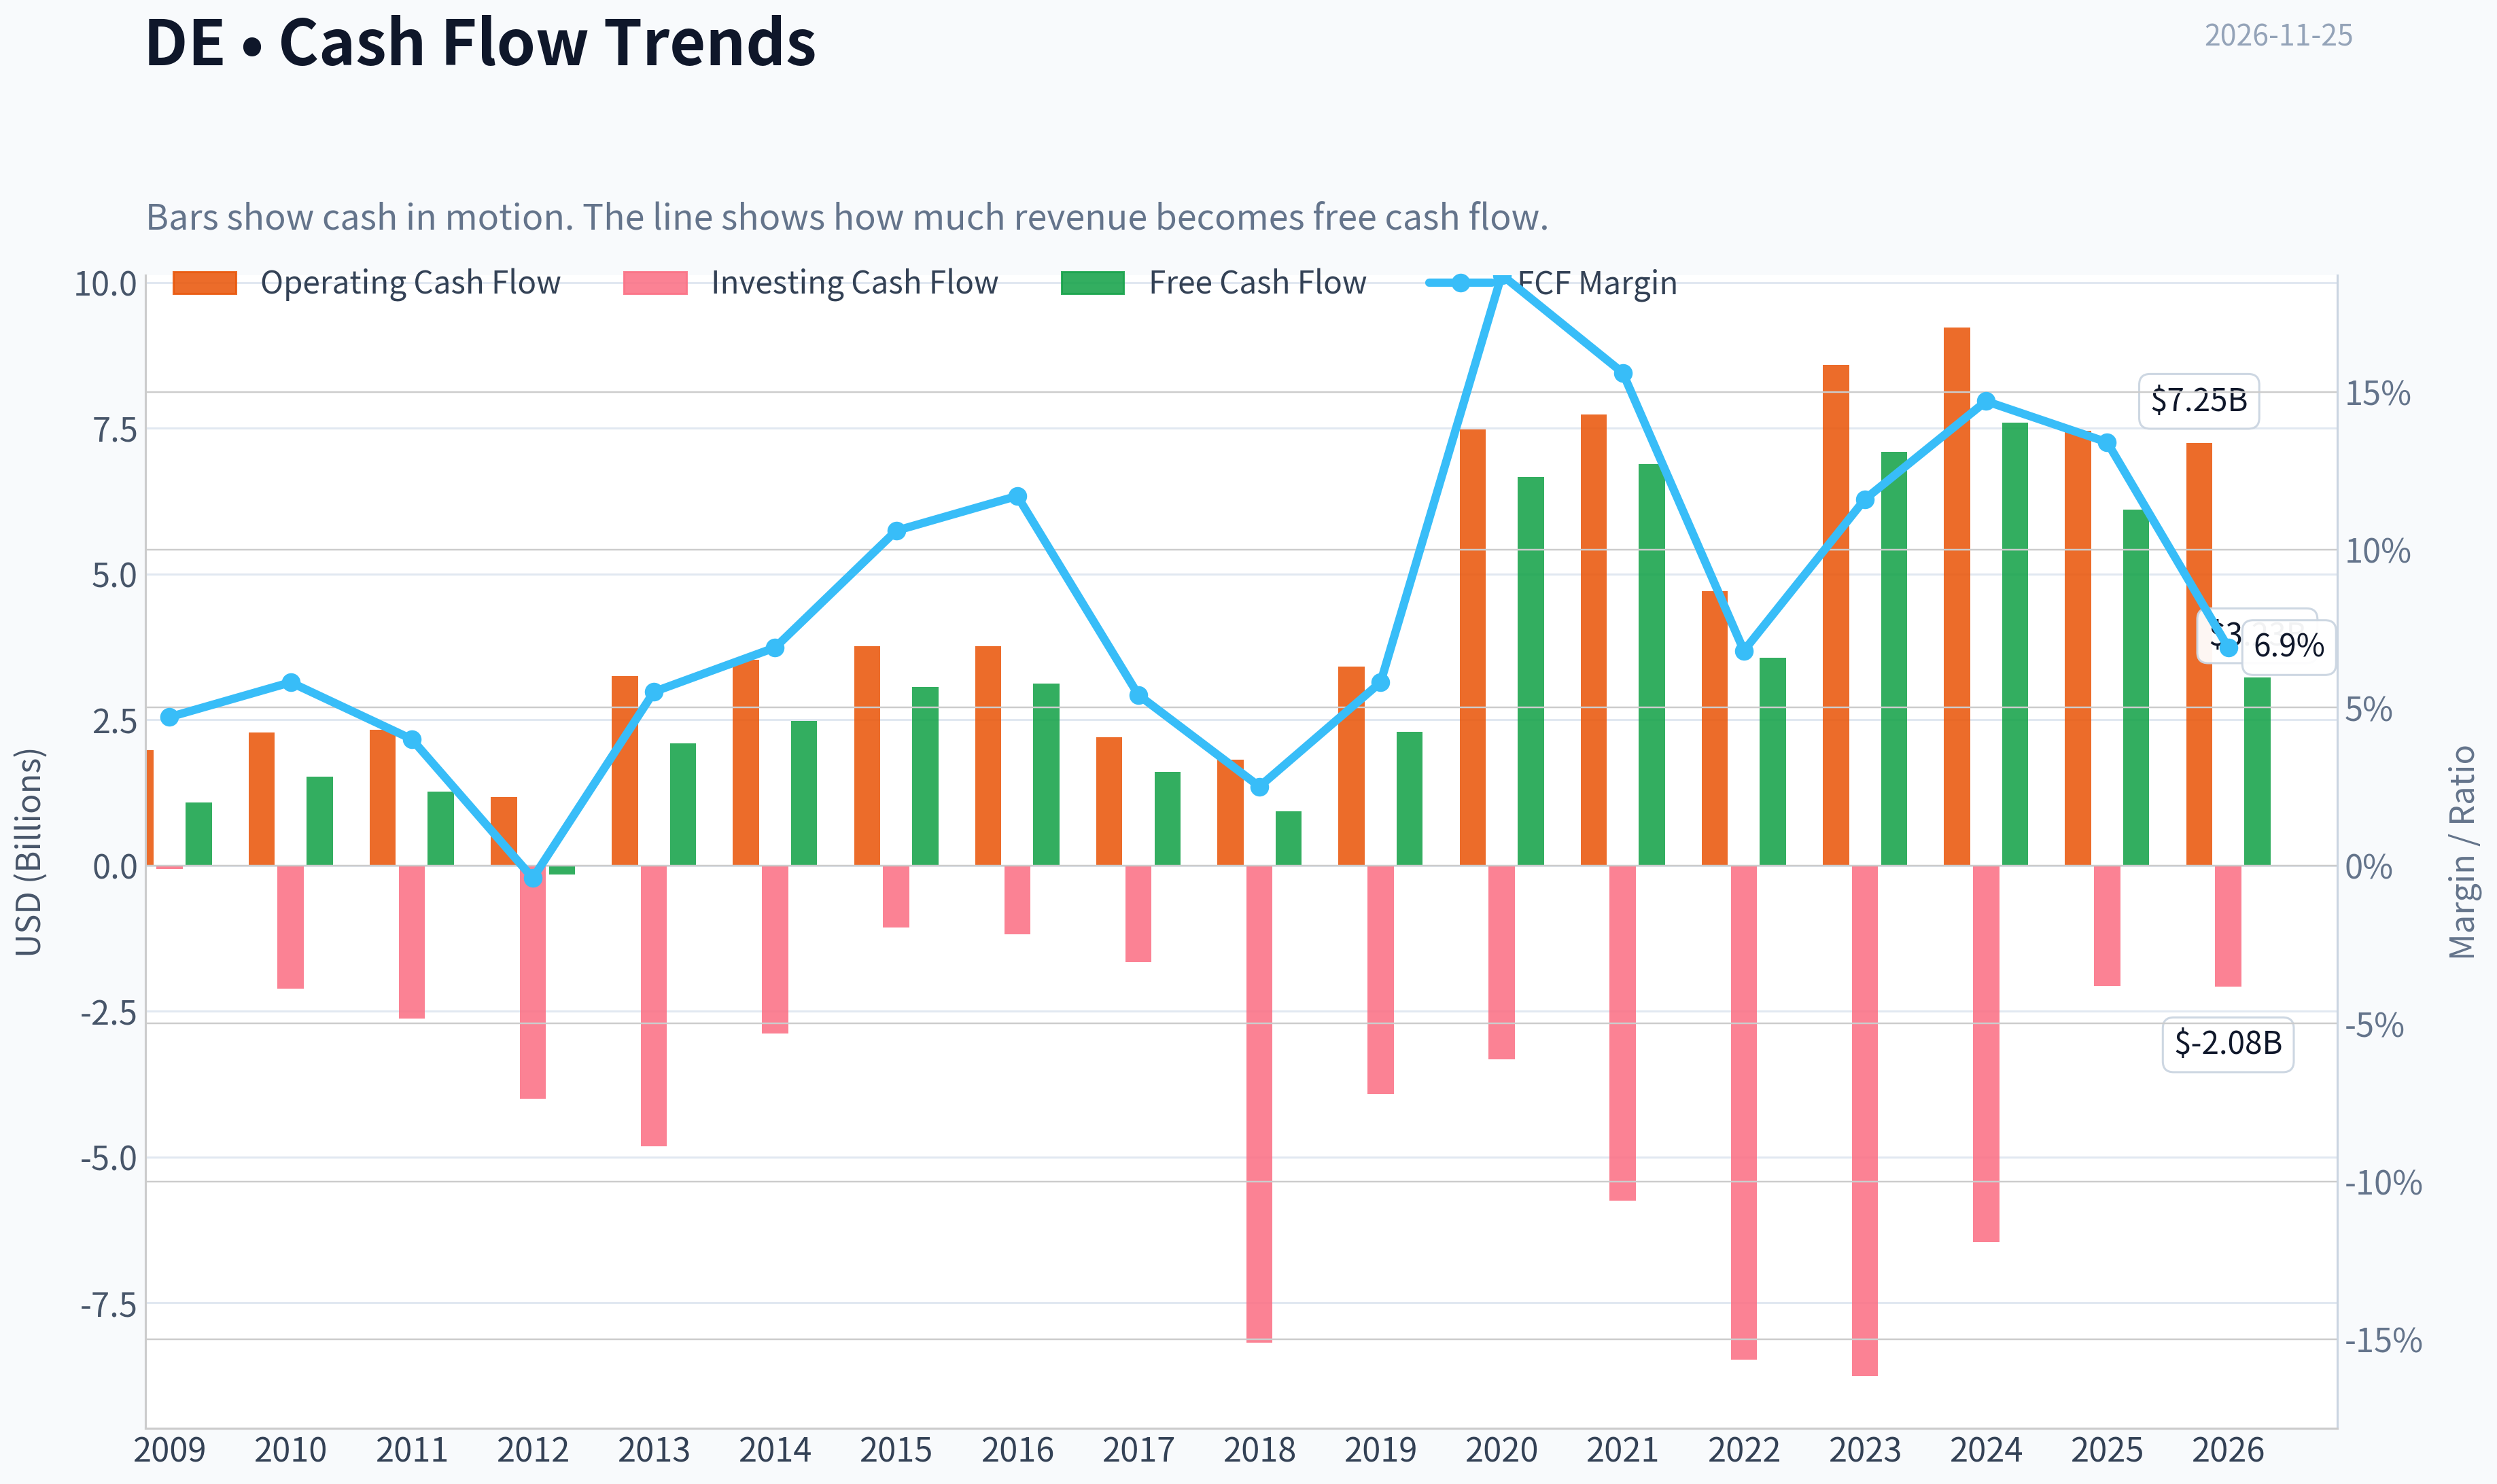 DE • Cash Flow Trends
2026-11-25
Bars show cash in motion. The line shows how much revenue becomes free cash flow.
Operating Cash Flow
Investing Cash Flow
Free Cash Flow
FCF Margin
USD (Billions)
10.0
7.5
5.0
2.5
0.0
-2.5
-5.0
-7.5
$7.25B
6.9%
$-2.08B
15%
10%
5%
0%
-5%
-10%
-15%
Margin / Ratio
2009 2010 2011 2012 2013 2014 2015 2016 2017 2018 2019 2020 2021 2022 2023 2024 2025 2026